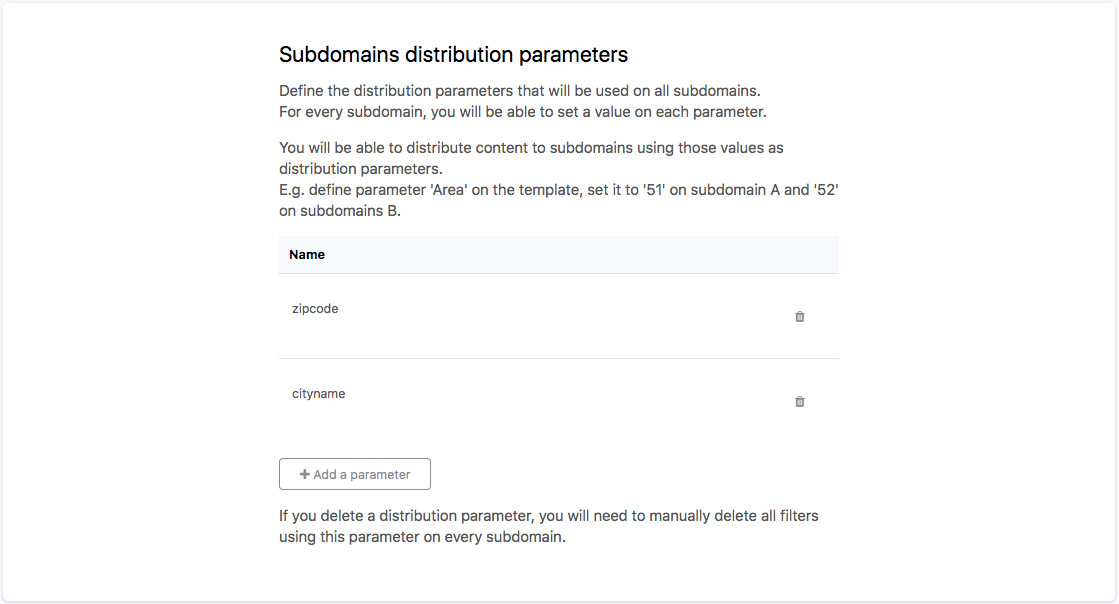 Subdomains distribution parameters
Define the distribution parameters that will be used on all subdomains.
For every subdomain, you will be able to set a value on each parameter.
You will be able to distribute content to subdomains using those values as
distribution parameters.
E.g. define parameter 'Area' on the template, set it to '51' on subdomain A and '52'
on subdomains B.
Name
zipcode
cityname
+ Add a parameter
If you delete a distribution parameter, you will need to manually delete all filters
using this parameter on every subdomain.